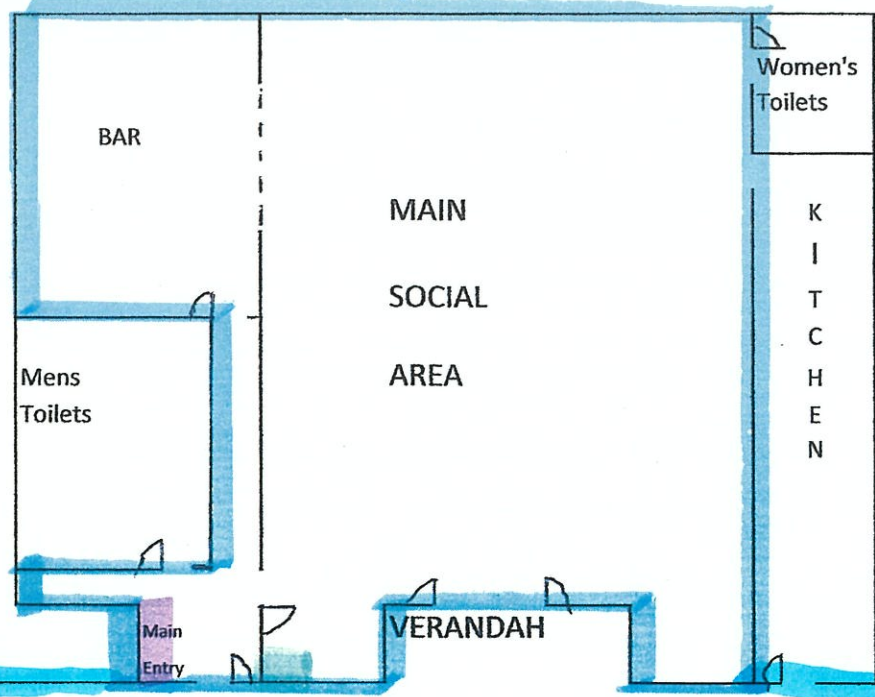 BAR
Women's
Toilets
MAIN
SOCIAL
AREA
K
I
T
C
H
E
N
Mens
Toilets
Main
Entry
VERANDAH